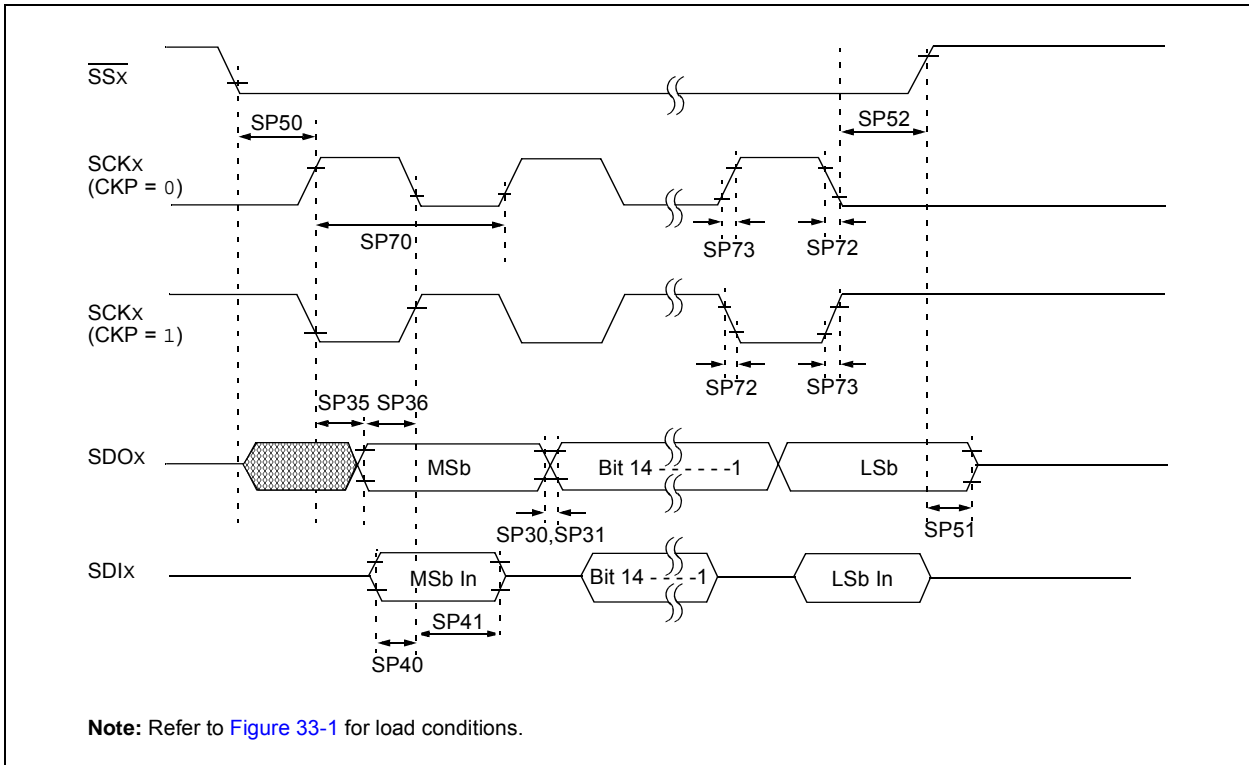 SSx
SP50
SP52
SCKx
(CKP = 0)
SP70
SP73
SP72
SCKx
(CKP = 1)
SP72
SP73
SP35
SP36
SDOx
MSb
Bit 14 - - - - - -1
LSb
SP30,SP31
SP51
SDIx
MSb In
Bit 14 - - - -1
LSb In
SP41
SP40
Note: Refer to Figure 33-1 for load conditions.